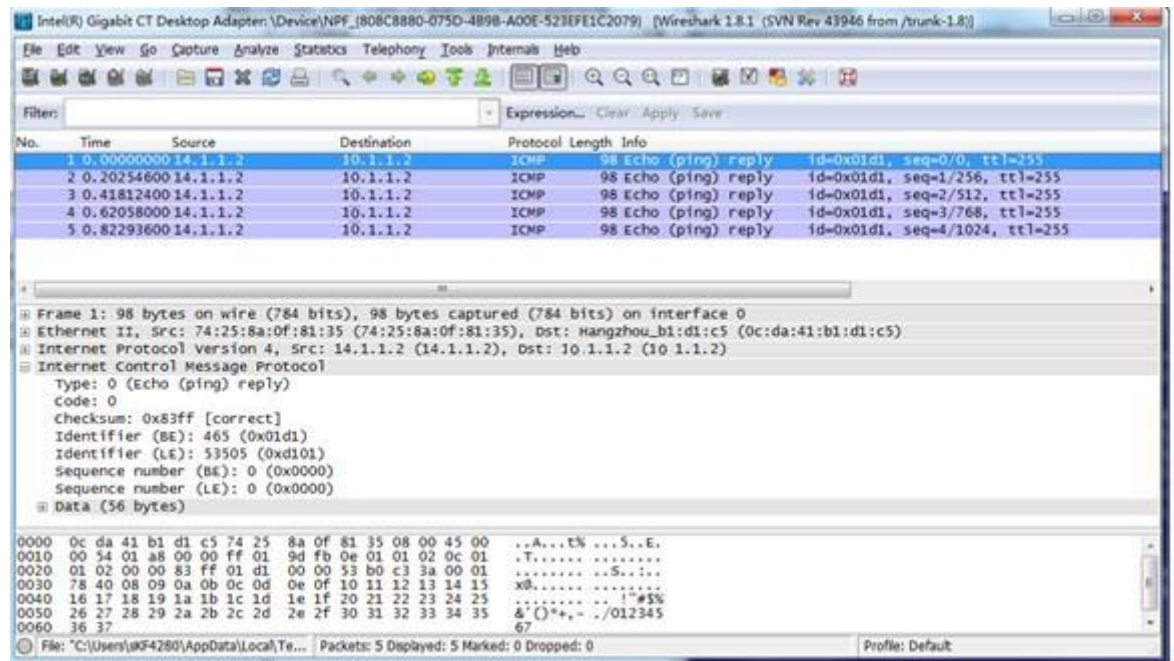 Intel(R) Gigabit CT Desktop Adapter: \Device\NPF_{808C8880-075D-4B9B-A00E-523EFE1C2079} [Wireshark 1.8.1 (SVN Rev 43946 from /trunk-1.8)]
File Edit View Go Capture Analyze Statistics Telephony Tools Internals Help
Filter: Expression... Clear Apply Save
No. Time Source Destination Protocol Length Info
1 0.00000000 14.1.1.2 10.1.1.2 ICMP 98 Echo (ping) reply id=0x01d1, seq=0/0, ttl=255
2 0.20254600 14.1.1.2 10.1.1.2 ICMP 98 Echo (ping) reply id=0x01d1, seq=1/256, ttl=255
3 0.41812400 14.1.1.2 10.1.1.2 ICMP 98 Echo (ping) reply id=0x01d1, seq=2/512, ttl=255
4 0.62058000 14.1.1.2 10.1.1.2 ICMP 98 Echo (ping) reply id=0x01d1, seq=3/768, ttl=255
5 0.82293600 14.1.1.2 10.1.1.2 ICMP 98 Echo (ping) reply id=0x01d1, seq=4/1024, ttl=255
Frame 1: 98 bytes on wire (784 bits), 98 bytes captured (784 bits) on interface 0
Ethernet II, Src: 74:25:8a:0f:81:35 (74:25:8a:0f:81:35), Dst: Hangzhou_b1:d1:c5 (0c:da:41:b1:d1:c5)
Internet Protocol Version 4, Src: 14.1.1.2 (14.1.1.2), Dst: 10.1.1.2 (10 1.1.2)
Internet Control Message Protocol
Type: 0 (Echo (ping) reply)
Code: 0
Checksum: 0x83ff [correct]
Identifier (BE): 465 (0x01d1)
Identifier (LE): 53505 (0xd101)
Sequence number (BE): 0 (0x0000)
Sequence number (LE): 0 (0x0000)
Data (56 bytes)
0000 0c da 41 b1 d1 c5 74 25 8a 0f 81 35 08 00 45 00 ..A...t% ...5..E.
0010 00 54 01 a8 00 00 ff 01 9d fb 0e 01 01 02 0c 01 .T...... ........
0020 01 02 00 00 83 ff 01 d1 00 00 53 b0 c3 3a 00 01 ........ ..S..:..
0030 78 40 08 09 0a 0b 0c 0d 0e 0f 10 11 12 13 14 15 x@...... ........
0040 16 17 18 19 1a 1b 1c 1d 1e 1f 20 21 22 23 24 25 ........ .. !"#$%
0050 26 27 28 29 2a 2b 2c 2d 2e 2f 30 31 32 33 34 35 &'()*+,- ./012345
0060 36 37 67
File: "C:\Users\sKF4280\AppData\Local\Te... Packets: 5 Displayed: 5 Marked: 0 Dropped: 0 Profile: Default